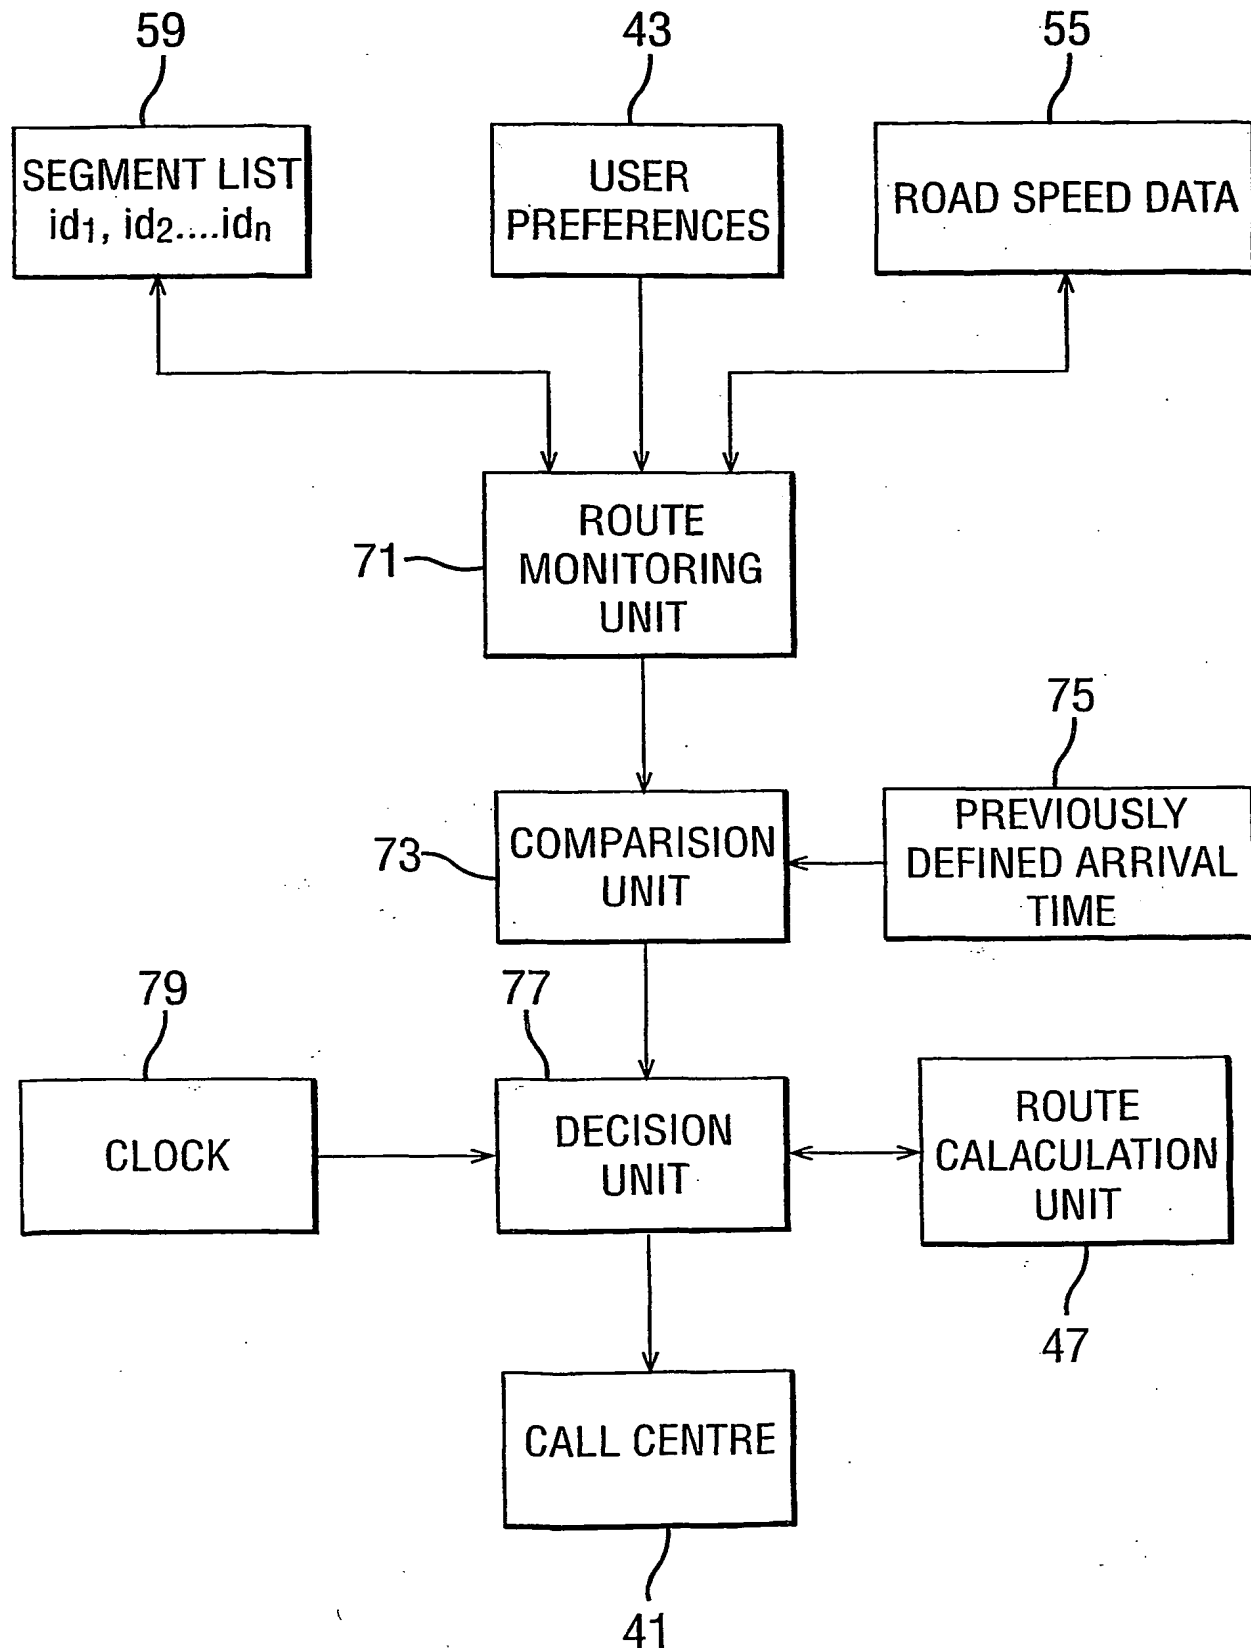 59
43
55
SEGMENT LIST
id1, id2....idn
USER
PREFERENCES
ROAD SPEED DATA
71
ROUTE
MONITORING
UNIT
75
73
COMPARISION
UNIT
PREVIOUSLY
DEFINED ARRIVAL
TIME
79
77
CLOCK
DECISION
UNIT
ROUTE
CALACULATION
UNIT
47
CALL CENTRE
41